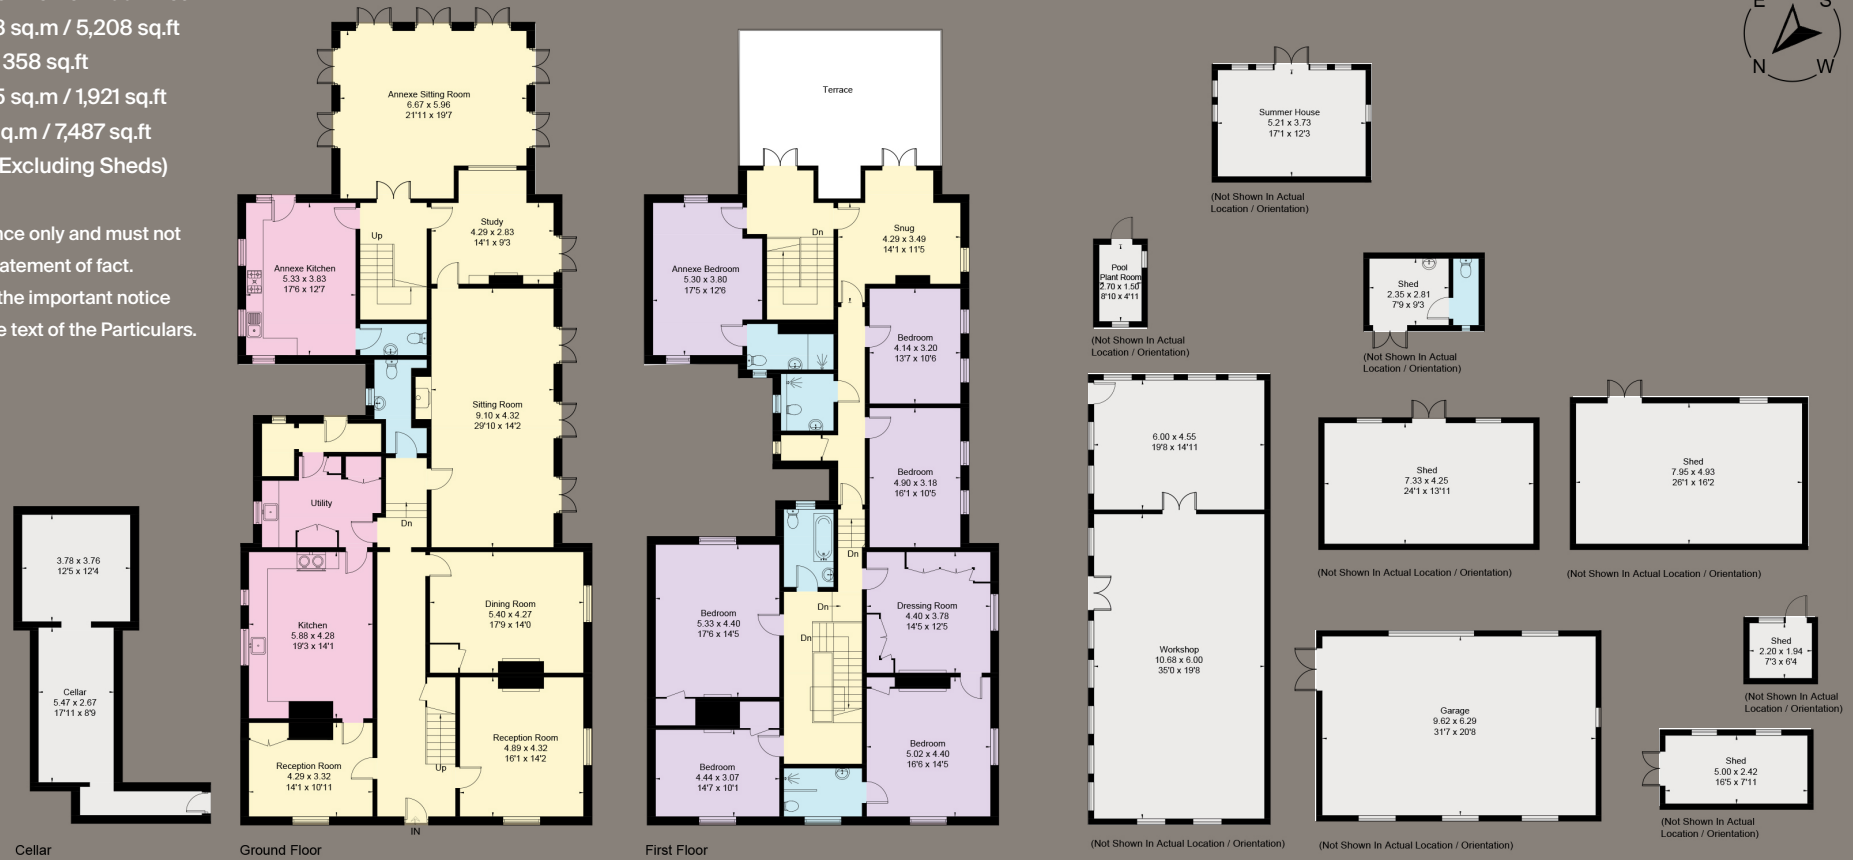 3 sq.m / 5,208 sq.ft
358 sq.ft
5 sq.m / 1,921 sq.ft
q.m / 7,487 sq.ft
Excluding Sheds)
nce only and must not
atement of fact.
the important notice
e text of the Particulars.
E
S
N
W
Annexe Sitting Room
6.67 x 5.96
21'11 x 19'7
Study
4.29 x 2.83
14'1 x 9'3
Up
Annexe Kitchen
5.33 x 3.83
17'6 x 12'7
Sitting Room
9.10 x 4.32
29'10 x 14'2
Utility
Dn
Kitchen
5.88 x 4.28
19'3 x 14'1
Dining Room
5.40 x 4.27
17'9 x 14'0
Reception Room
4.29 x 3.32
14'1 x 10'11
Up
Reception Room
4.89 x 4.32
16'1 x 14'2
IN
Ground Floor
3.78 x 3.76
12'5 x 12'4
Cellar
5.47 x 2.67
17'11 x 8'9
Cellar
Terrace
Snug
4.29 x 3.49
14'1 x 11'5
Dn
Annexe Bedroom
5.30 x 3.80
17'5 x 12'6
Bedroom
4.14 x 3.20
13'7 x 10'6
Bedroom
4.90 x 3.18
16'1 x 10'5
Dn
Dn
Dn
Bedroom
5.33 x 4.40
17'6 x 14'5
Dressing Room
4.40 x 3.78
14'5 x 12'5
Bedroom
4.44 x 3.07
14'7 x 10'1
Bedroom
5.02 x 4.40
16'6 x 14'5
First Floor
Summer House
5.21 x 3.73
17'1 x 12'3
(Not Shown In Actual
Location / Orientation)
Pool
Plant Room
2.70 x 1.50
8'10 x 4'11
(Not Shown In Actual
Location / Orientation)
Shed
2.35 x 2.81
7'9 x 9'3
(Not Shown In Actual
Location / Orientation)
6.00 x 4.55
19'8 x 14'11
Workshop
10.68 x 6.00
35'0 x 19'8
(Not Shown In Actual Location / Orientation)
Shed
7.33 x 4.25
24'1 x 13'11
(Not Shown In Actual Location / Orientation)
Shed
7.95 x 4.93
26'1 x 16'2
(Not Shown In Actual Location / Orientation)
Garage
9.62 x 6.29
31'7 x 20'8
(Not Shown In Actual Location / Orientation)
Shed
2.20 x 1.94
7'3 x 6'4
(Not Shown In Actual
Location / Orientation)
Shed
5.00 x 2.42
16'5 x 7'11
(Not Shown In Actual
Location / Orientation)